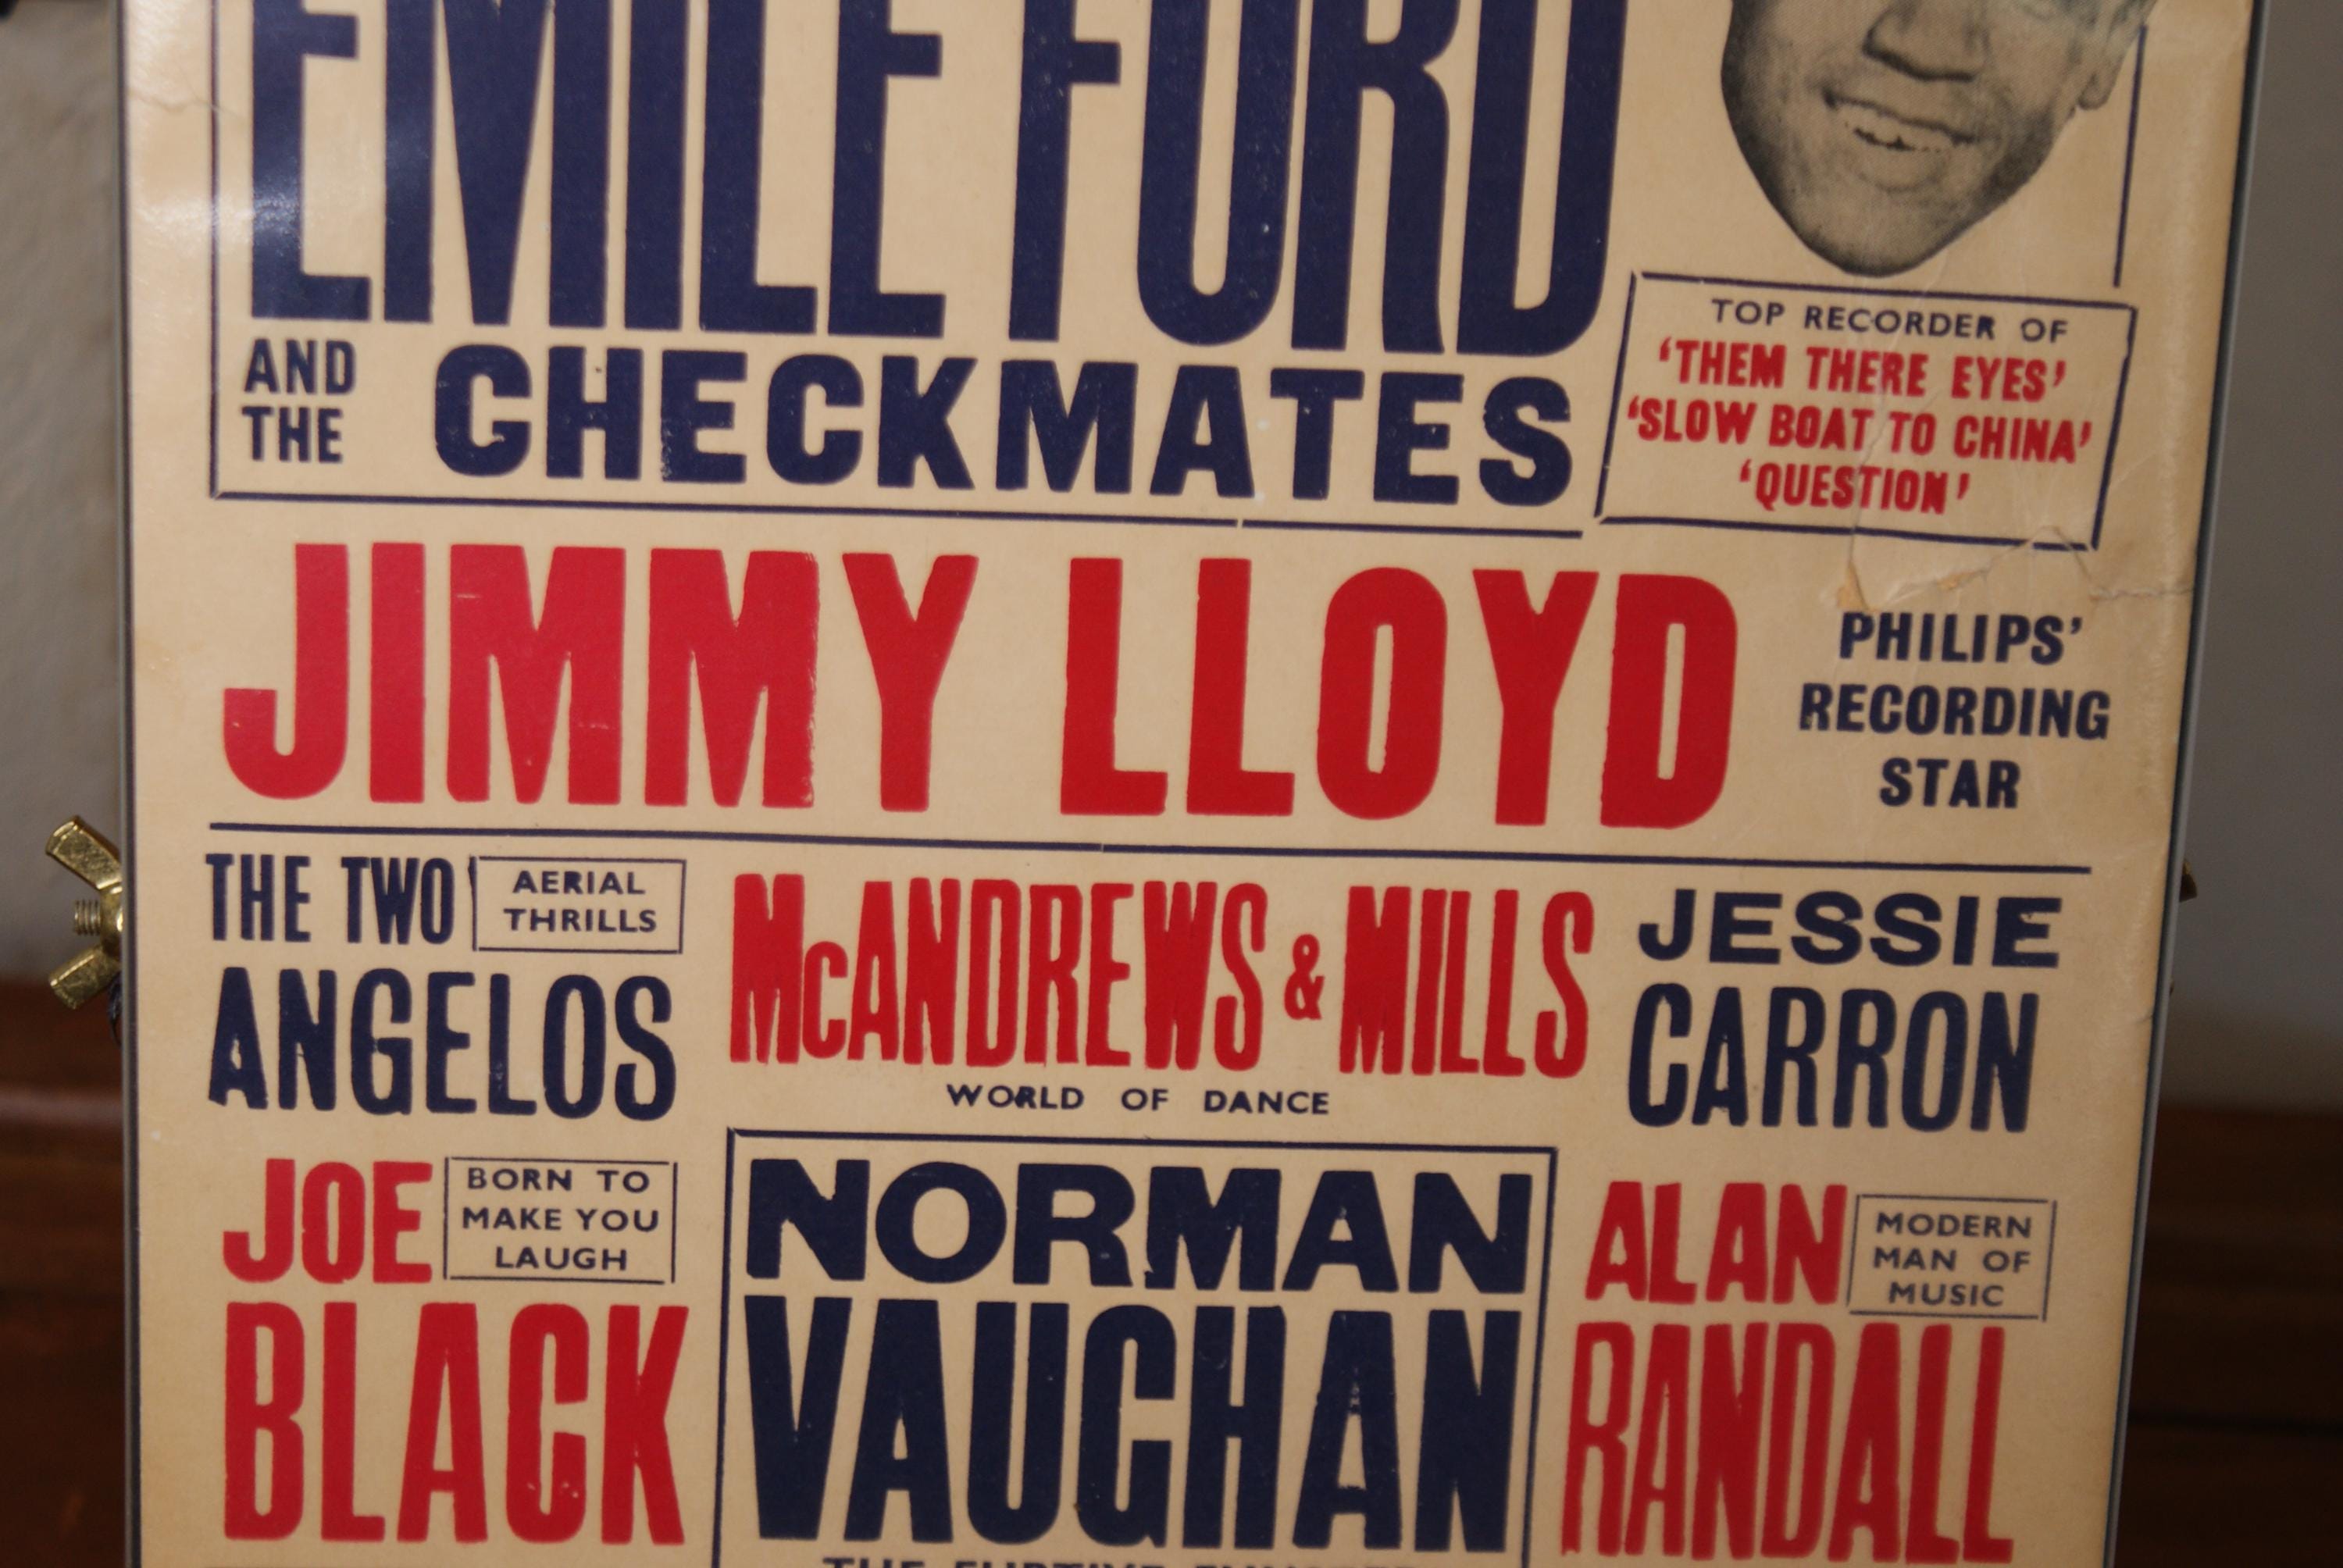 EMILE FORD
AND THE CHECKMATES
TOP RECORDER OF
‘THEM THERE EYES’
‘SLOW BOAT TO CHINA’
‘QUESTION’
JIMMY LLOYD
PHILIPS’
RECORDING
STAR
THE TWO
AERIAL
THRILLS
ANGELOS
McANDREWS & MILLS
WORLD OF DANCE
JESSIE
CARRON
JOE
BORN TO
MAKE YOU
LAUGH
BLACK
NORMAN
VAUGHAN
ALAN
MODERN
MAN OF
MUSIC
RANDALL